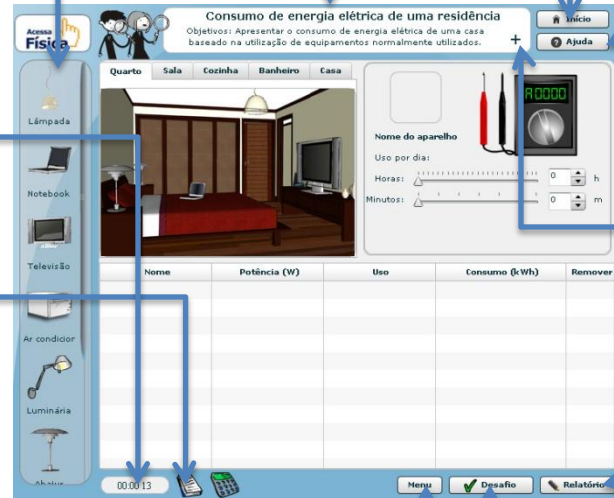 Acessa
Física
Consumo de energia elétrica de uma residência
Objetivos: Apresentar o consumo de energia elétrica de uma casa
baseado na utilização de equipamentos normalmente utilizados.
+
Início
Ajuda
Quarto Sala Cozinha Banheiro Casa
Lâmpada
Notebook
Televisão
Ar condicior
Luminária
Abajur
Nome do aparelho
Uso por dia:
Horas: 0 h
Minutos: 0 m
Nome Potência (W) Uso Consumo (kWh) Remover
00:00:13
Menu Desafio Relatório